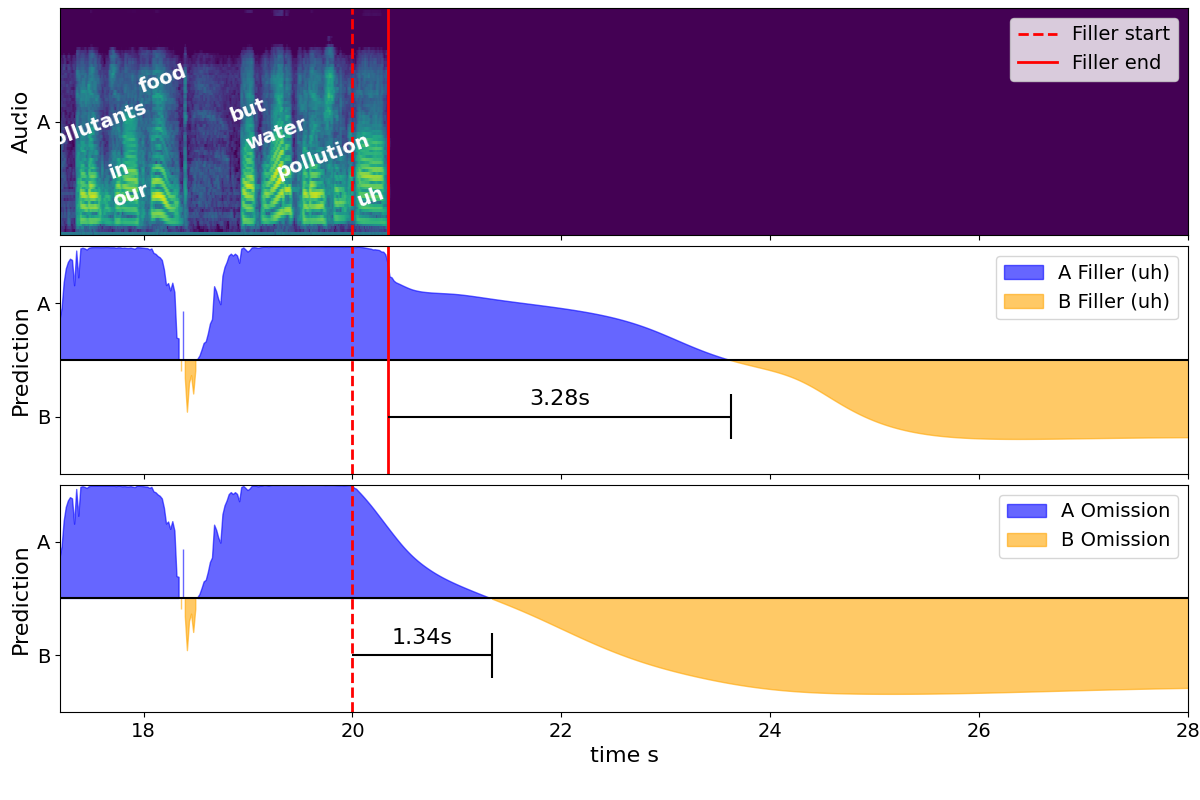 Filler start
Filler end
food
ollutants
but
water
in
pollution
our
uh
Audio
A
A Filler (uh)
B Filler (uh)
A
Prediction
B
3.28s
A Omission
B Omission
A
Prediction
B
1.34s
18
20
22
24
26
28
time s